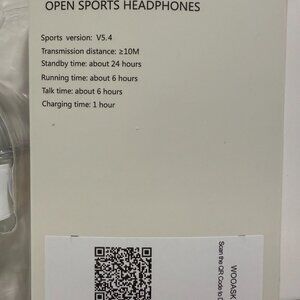 OPEN SPORTS HEADPHONES
Sports version: V5.4
Transmission distance: ≥10M
Standby time: about 24 hours
Running time: about 6 hours
Talk time: about 6 hours
Charging time: 1 hour
Scan the
QR Code to